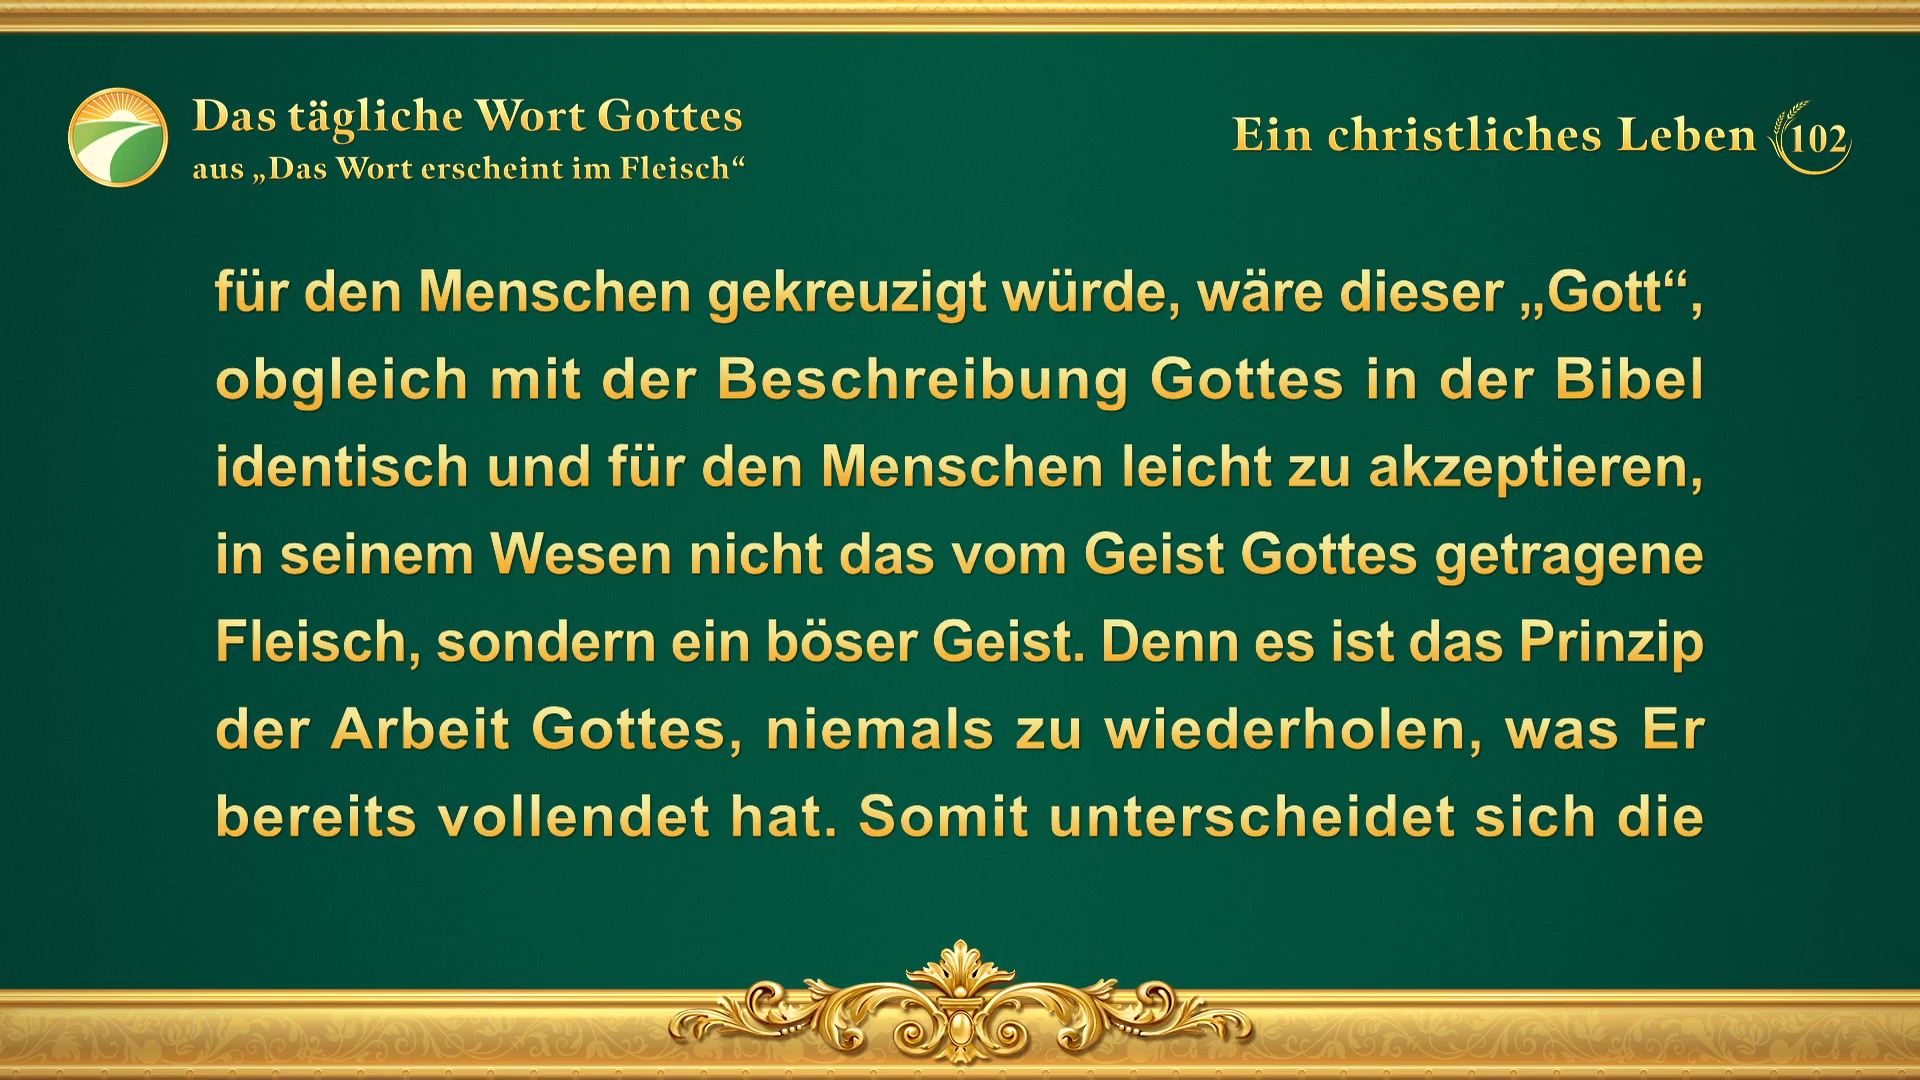 Das tägliche Wort Gottes
aus „Das Wort erscheint im Fleisch“
Ein christliches Leben 102
für den Menschen gekreuzigt würde, wäre dieser „Gott“,
obgleich mit der Beschreibung Gottes in der Bibel
identisch und für den Menschen leicht zu akzeptieren,
in seinem Wesen nicht das vom Geist Gottes getragene
Fleisch, sondern ein böser Geist. Denn es ist das Prinzip
der Arbeit Gottes, niemals zu wiederholen, was Er
bereits vollendet hat. Somit unterscheidet sich die